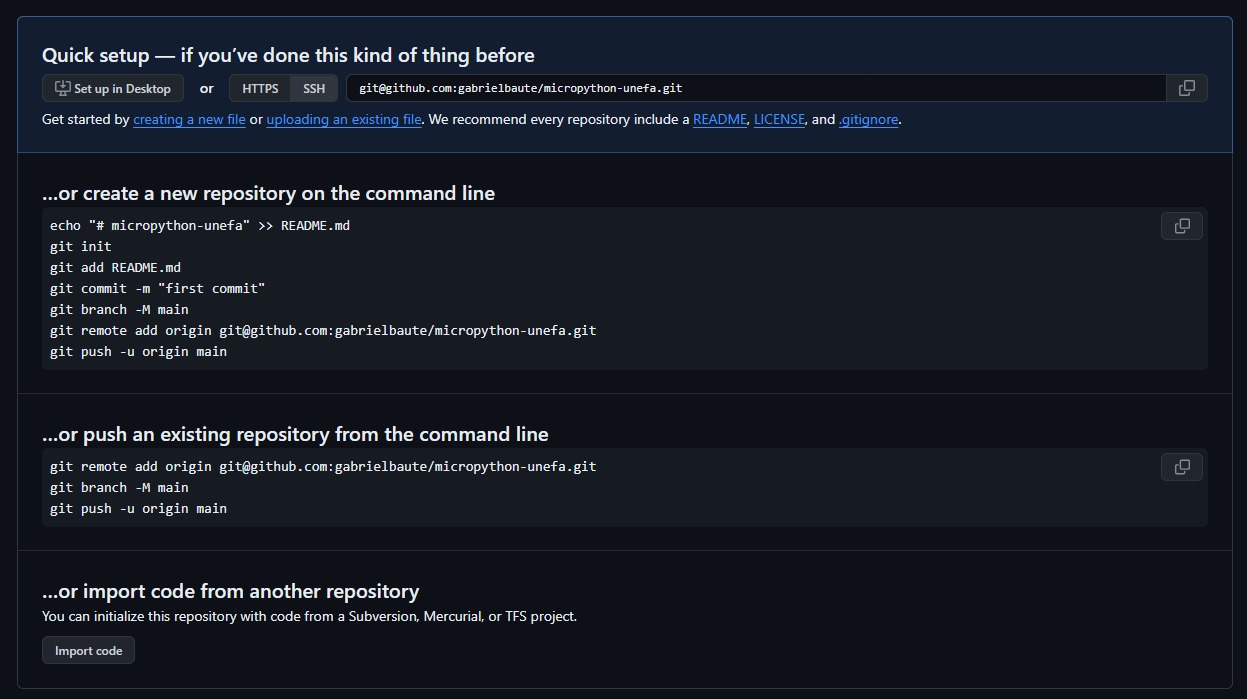 Quick setup — if you’ve done this kind of thing before
Set up in Desktop or HTTPS SSH git@github.com:gabrielbaute/micropython-unefa.git
Get started by creating a new file or uploading an existing file. We recommend every repository include a README, LICENSE, and .gitignore.
...or create a new repository on the command line
echo "# micropython-unefa" >> README.md
git init
git add README.md
git commit -m "first commit"
git branch -M main
git remote add origin git@github.com:gabrielbaute/micropython-unefa.git
git push -u origin main
...or push an existing repository from the command line
git remote add origin git@github.com:gabrielbaute/micropython-unefa.git
git branch -M main
git push -u origin main
...or import code from another repository
You can initialize this repository with code from a Subversion, Mercurial, or TFS project.
Import code